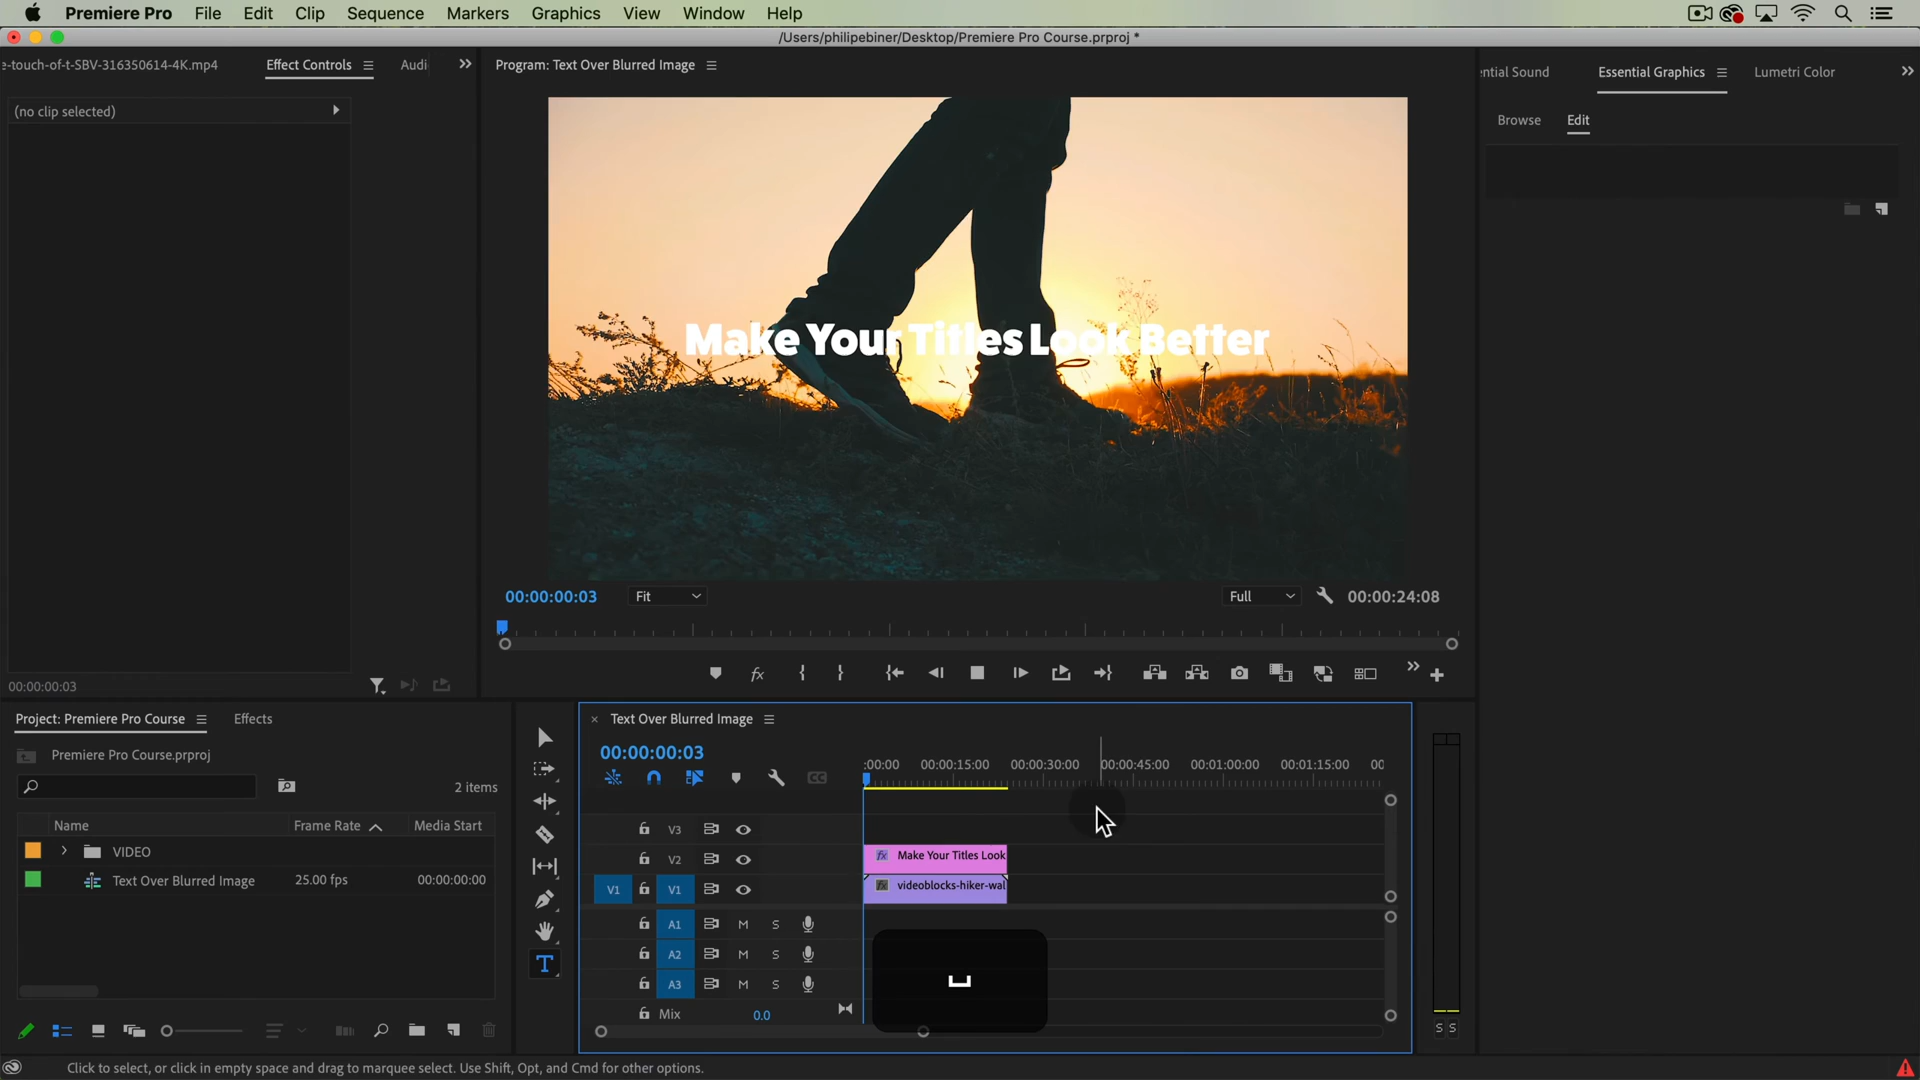 Premiere Pro File Edit Clip Sequence Markers Graphics View Window Help
/Users/philipebiner/Desktop/Premiere Pro Course.prproj *
e-touch-of-t-SBV-316350614-4K.mp4 Effect Controls Audi
Program: Text Over Blurred Image
ential Sound Essential Graphics Lumetri Color
(no clip selected)
Browse Edit
Make Your Titles Look Better
00:00:00:03 Fit Full 00:00:24:08
00:00:00:03
Project: Premiere Pro Course Effects
Premiere Pro Course.prproj
2 items
Name Frame Rate Media Start
VIDEO
Text Over Blurred Image 25.00 fps 00:00:00:00
Text Over Blurred Image
00:00:00:03
:00:00 00:00:15:00 00:00:30:00 00:00:45:00 00:01:00:00 00:01:15:00 00
V3
V2 Make Your Titles Look
V1 V1 videoblocks-hiker-wal
A1 M S
A2 M S
A3 M S
Mix 0.0
S S
Click to select, or click in empty space and drag to marquee select. Use Shift, Opt, and Cmd for other options.